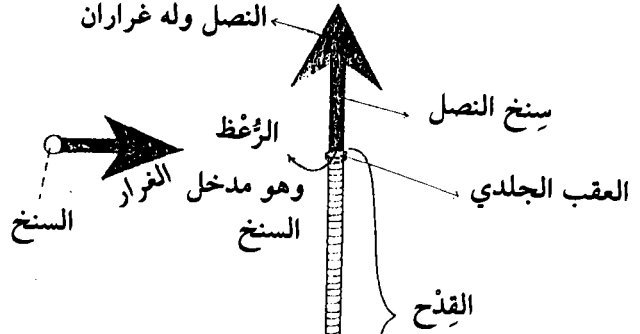 النصل وله غراران
سِنخ النصل
الرُّعْظ
وهو مدخل
السنخ
الغرار
السنخ
العقب الجلدي
القِدْح